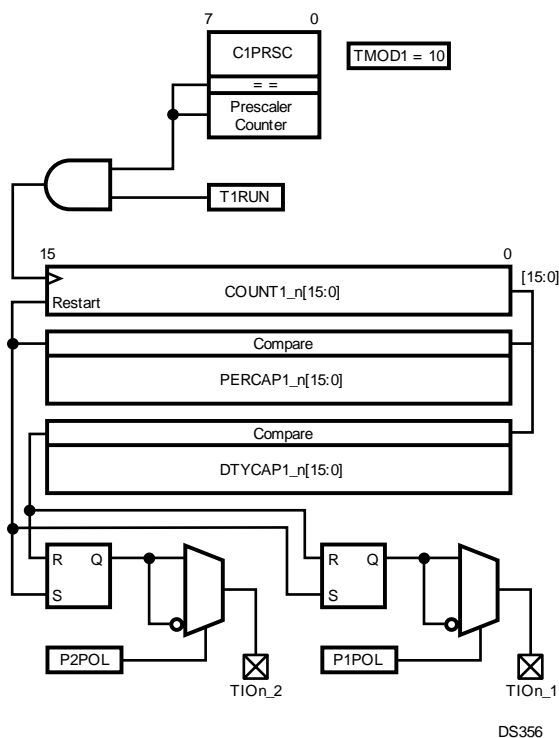 7 0
C1PRSC
TMOD1 = 10
= =
Prescaler
Counter
T1RUN
15 0
[15:0]
COUNT1_n[15:0]
Restart
Compare
PERCAP1_n[15:0]
Compare
DTYCAP1_n[15:0]
R Q R Q
S S
P2POL P1POL
TIOn_2 TIOn_1
DS356